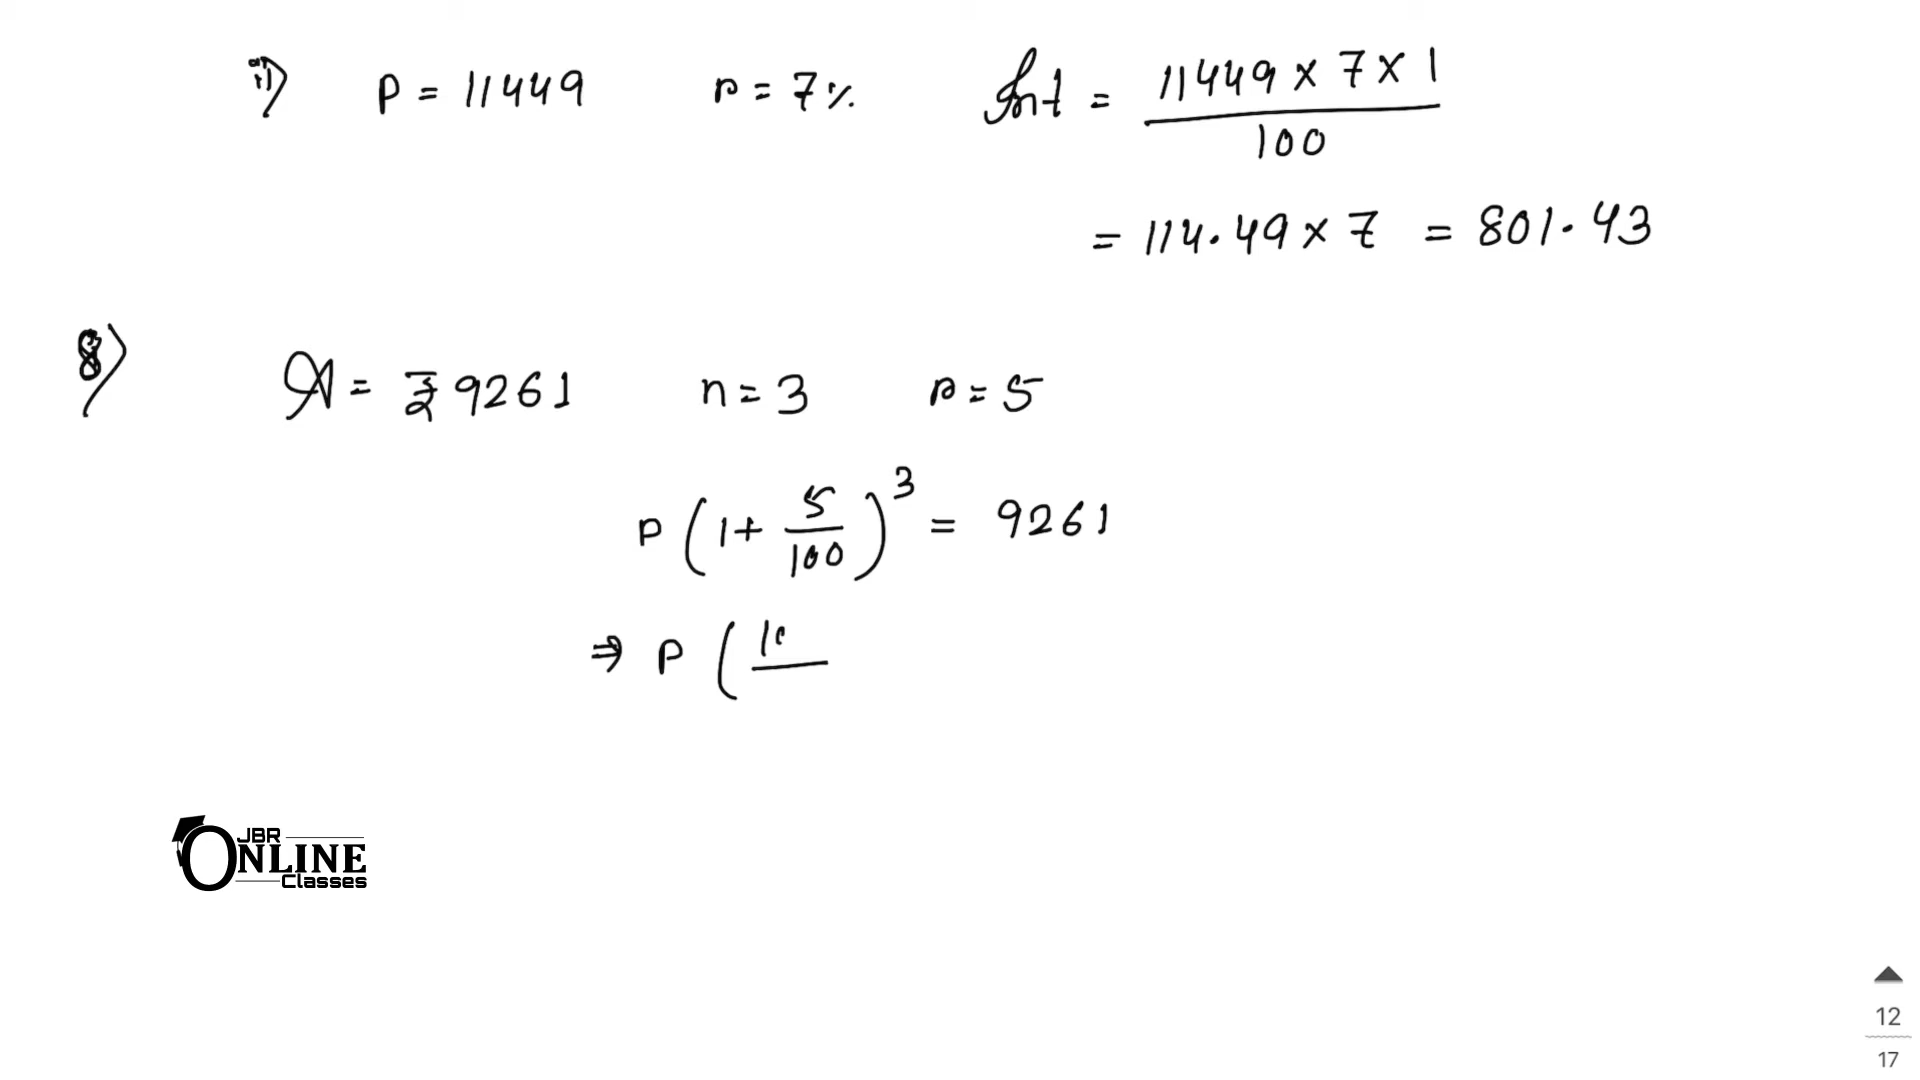 ii) P = 11449 r = 7% Int = 11449 × 7 × 1 / 100
= 114.49 × 7 = 801.43
8) A = ₹ 9261 n = 3 r = 5
P (1 + 5/100)³ = 9261
⇒ P (10
JBR
ONLINE
Classes
12
17